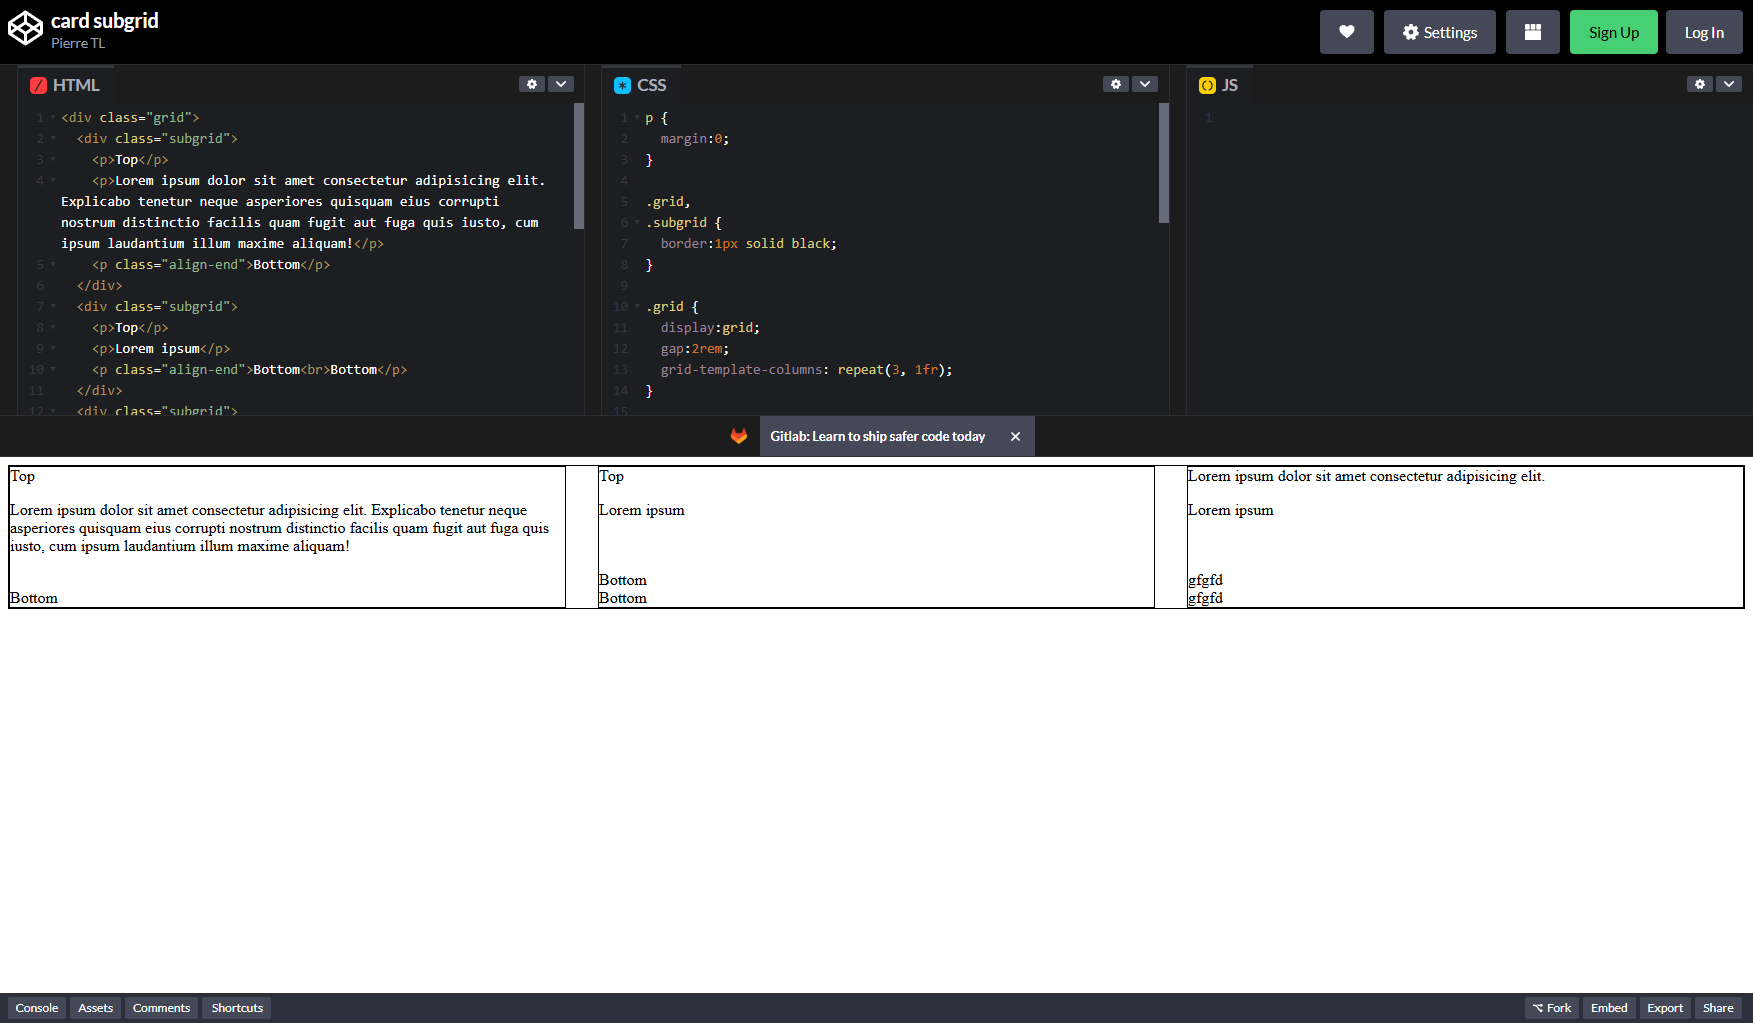 card subgrid
Pierre TL
Settings
Sign Up
Log In
HTML
1 <div class="grid">
2 <div class="subgrid">
3 <p>Top</p>
4 <p>Lorem ipsum dolor sit amet consectetur adipisicing elit.
Explicabo tenetur neque asperiores quisquam eius corrupti
nostrum distinctio facilis quam fugit aut fuga quis iusto, cum
ipsum laudantium illum maxime aliquam!</p>
5 <p class="align-end">Bottom</p>
6 </div>
7 <div class="subgrid">
8 <p>Top</p>
9 <p>Lorem ipsum</p>
10 <p class="align-end">Bottom<br>Bottom</p>
11 </div>
12 <div class="subgrid">
CSS
1 p {
2 margin:0;
3 }
4
5 .grid,
6 .subgrid {
7 border:1px solid black;
8 }
9
10 .grid {
11 display:grid;
12 gap:2rem;
13 grid-template-columns: repeat(3, 1fr);
14 }
15
JS
1
Gitlab: Learn to ship safer code today
Top
Lorem ipsum dolor sit amet consectetur adipisicing elit. Explicabo tenetur neque
asperiores quisquam eius corrupti nostrum distinctio facilis quam fugit aut fuga quis
iusto, cum ipsum laudantium illum maxime aliquam!
Bottom
Top
Lorem ipsum
Bottom
Bottom
Lorem ipsum dolor sit amet consectetur adipisicing elit.
Lorem ipsum
gfgfd
gfgfd
Console
Assets
Comments
Shortcuts
Fork
Embed
Export
Share